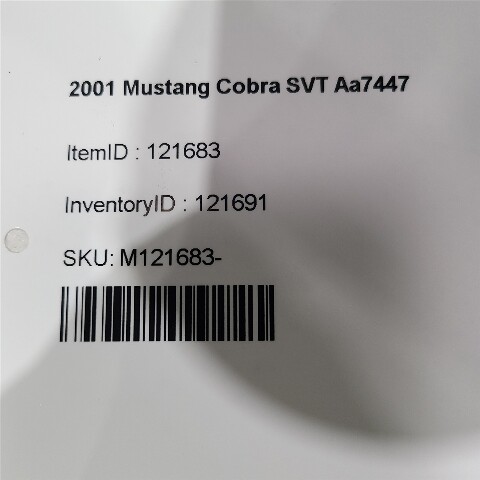 2001 Mustang Cobra SVT Aa7447
ItemID : 121683
InventoryID : 121691
SKU: M121683-